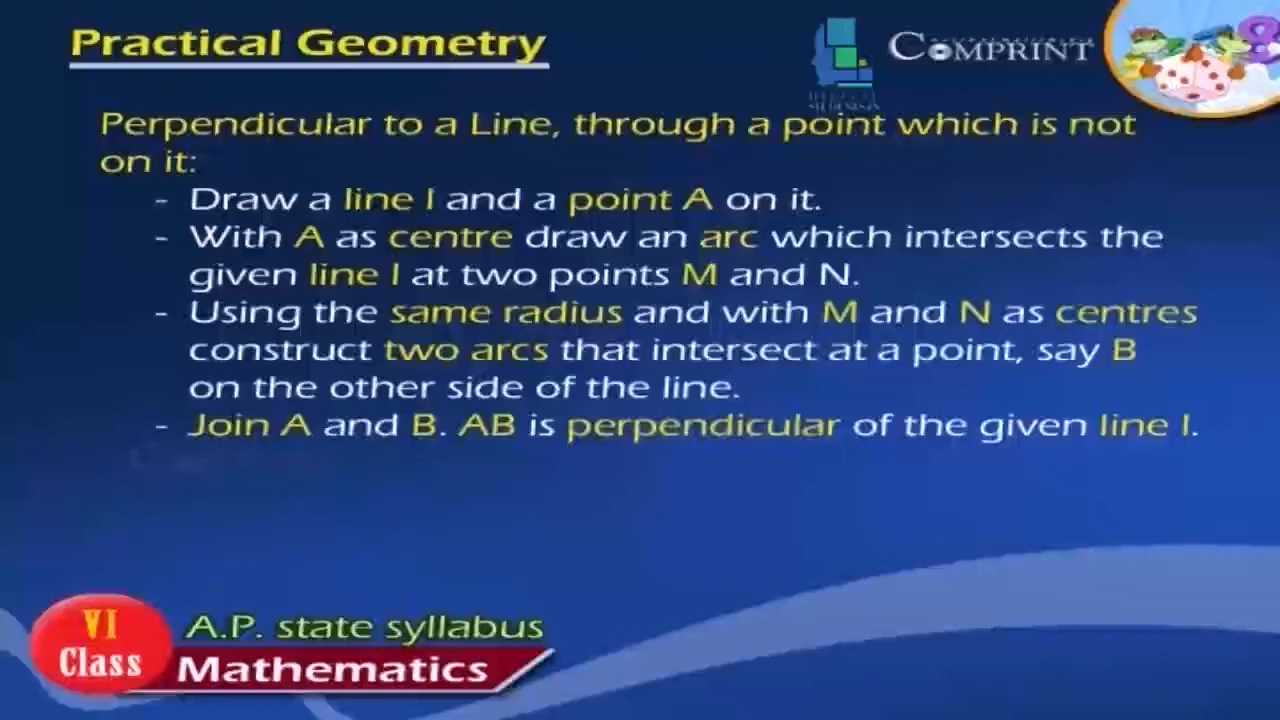 Practical Geometry
COMPRINT
8
Perpendicular to a Line, through a point which is not
on it:
- Draw a line l and a point A on it.
- With A as centre draw an arc which intersects the
given line l at two points M and N.
- Using the same radius and with M and N as centres
construct two arcs that intersect at a point, say B
on the other side of the line.
- Join A and B. AB is perpendicular of the given line l.
VI
Class
A.P. state syllabus
Mathematics